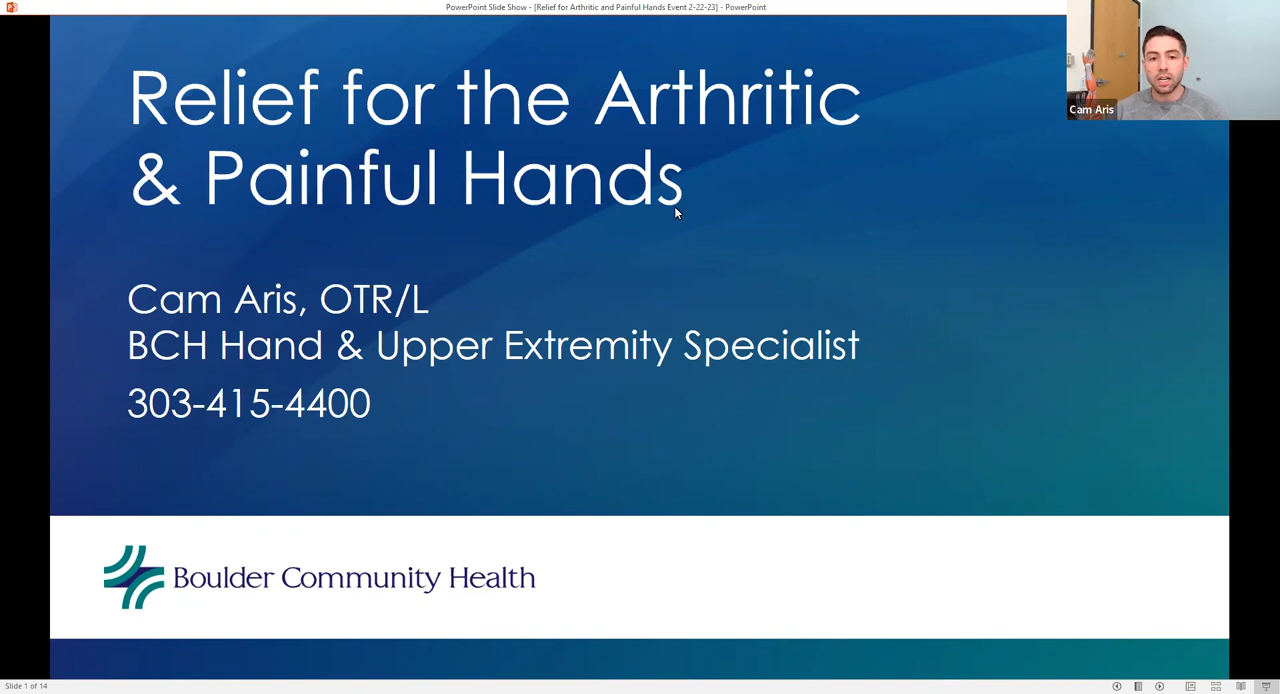 PowerPoint Slide Show - [Relief for Arthritic and Painful Hands Event 2-22-23] - PowerPoint
Cam Aris
Relief for the Arthritic
& Painful Hands
Cam Aris, OTR/L
BCH Hand & Upper Extremity Specialist
303-415-4400
Boulder Community Health
Slide 1 of 14